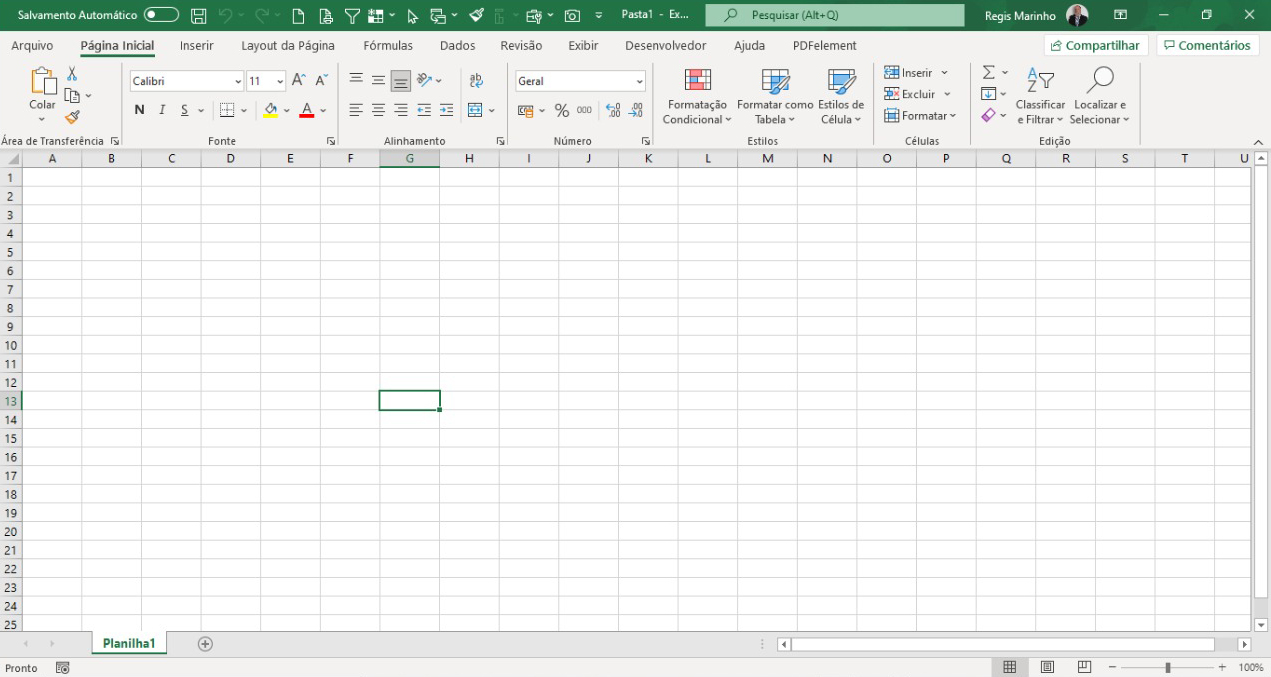 Salvamento Automático Pasta1 - Ex... Pesquisar (Alt+Q) Regis Marinho
Arquivo Página Inicial Inserir Layout da Página Fórmulas Dados Revisão Exibir Desenvolvedor Ajuda PDFelement Compartilhar Comentários
Colar
Calibri 11
N I S
A A A
ab
Geral
% 000
Formatação Condicional
Formatar como Tabela
Estilos de Célula
Inserir
Excluir
Formatar
Classificar e Filtrar
Localizar e Selecionar
Área de Transferência Fonte Alinhamento Número Estilos Células Edição
A B C D E F G H I J K L M N O P Q R S T U
1
2
3
4
5
6
7
8
9
10
11
12
13
14
15
16
17
18
19
20
21
22
23
24
25
Planilha1
Pronto 100%